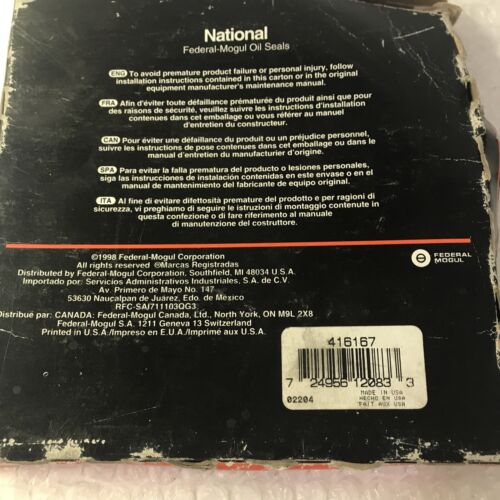 National
Federal-Mogul Oil Seals
ENG To avoid premature product failure or personal injury, follow
installation instructions contained in this carton or in the original
equipment manufacturer's maintenance manual.
FRA Afin d'éviter toute défaillance prématurée du produit ainsi que pour
des raisons de sécurité, veuillez suivre les instructions d'installation
contenues dans cet emballage ou vous référer au manuel
d'entretien du constructeur.
CAN Pour éviter une défaillance du produit ou un préjudice personnel,
suivre les instructions de pose contenues dans cet emballage ou dans le
manuel d'entretien du manufacturier d'origine.
SPA Para evitar la falla prematura del producto o lesiones personales,
siga las instrucciones de instalación contenidas en este envase o en el
manual de mantenimiento del fabricante de equipo original.
ITA Al fine di evitare difettosità premature del prodotto e per ragioni di
sicurezza, vi preghiamo di seguire le istruzioni di montaggio contenute in
questa confezione o di fare riferimento al manuale
di manutenzione del costruttore.
©1998 Federal-Mogul Corporation
All rights reserved ®Marcas Registradas
Distributed by Federal-Mogul Corporation, Southfield, MI 48034 U.S.A.
Importado por: Servicios Administrativos Industriales, S.A. de C.V.
Av. Primero de Mayo No. 147
53630 Naucalpan de Juárez, Edo. de México
RFC-SAI711103QG3
Distribué par: CANADA: Federal-Mogul Canada, Ltd., North York, ON M9L 2X8
Federal-Mogul S.A. 1211 Geneva 13 Switzerland
Printed in U.S.A./Impreso en E.U.A./Imprimé aux U.S.A.
FEDERAL
MOGUL
416167
7 24956 12083 3
02204
MADE IN USA
HECHO EN USA
FAIT AUX USA